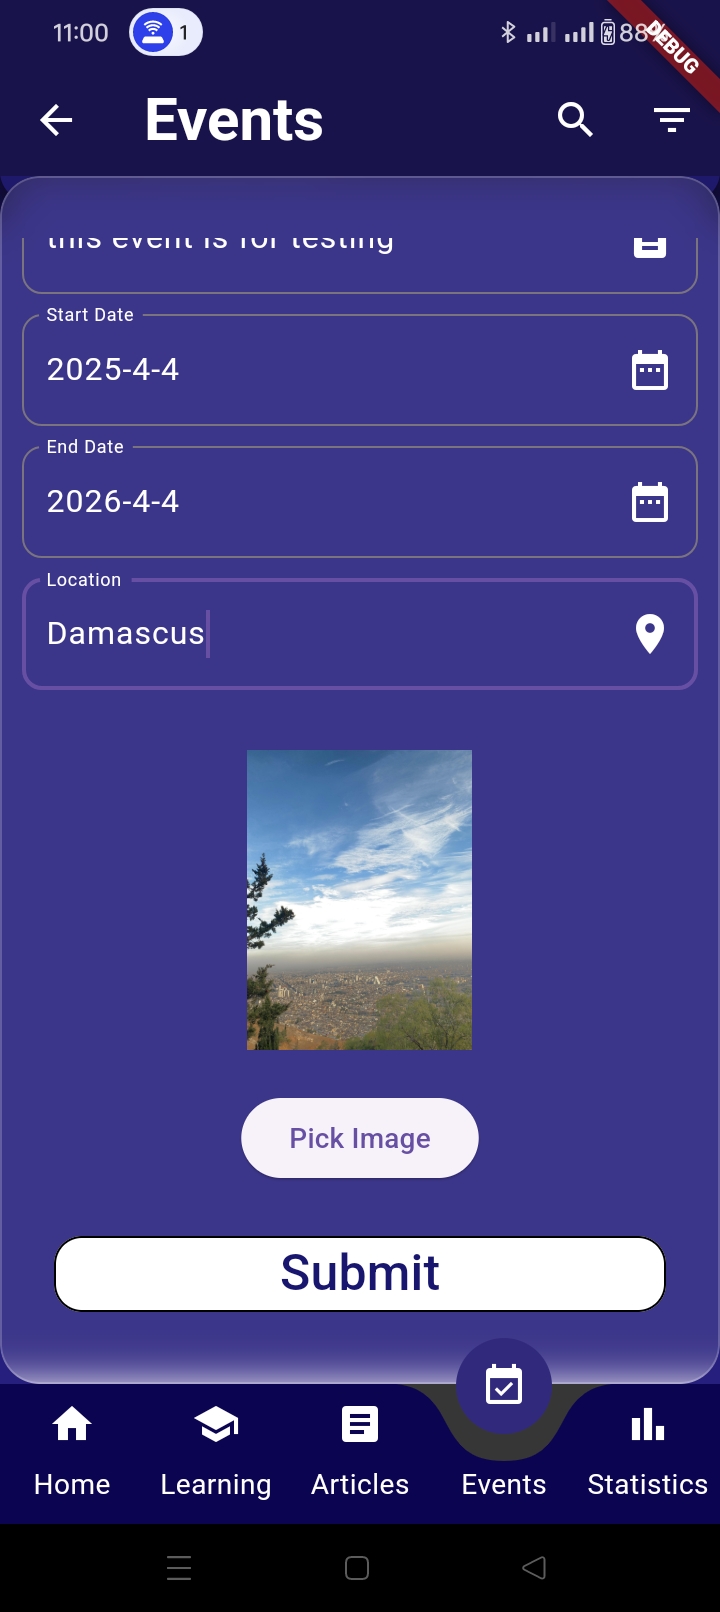 11:00
1
88
DEBUG
Events
this event is for testing
Start Date
2025-4-4
End Date
2026-4-4
Location
Damascus
Pick Image
Submit
Home
Learning
Articles
Events
Statistics